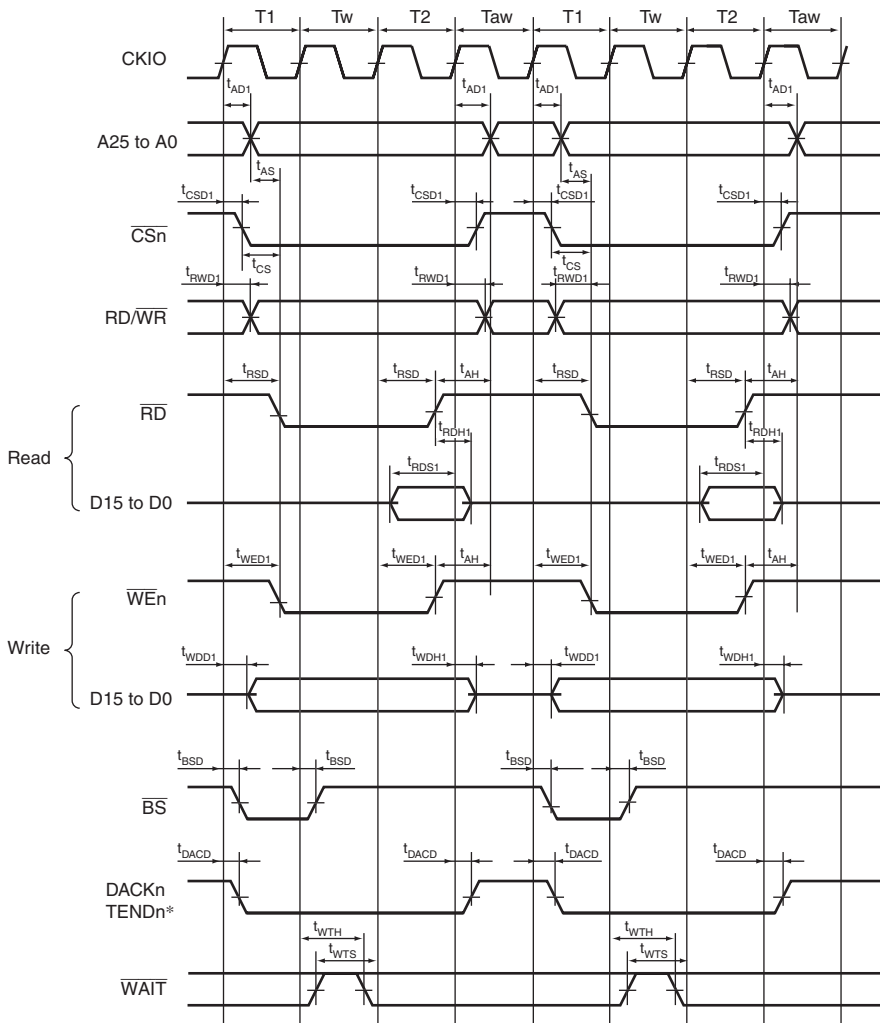 T1 Tw T2 Taw T1 Tw T2 Taw
CKIO
tAD1 tAD1 tAD1 tAD1
A25 to A0
tAS tAS
tCSD1 tCSD1 tCSD1 tCSD1
CSn
tCS tCS
tRWD1 tRWD1 tRWD1 tRWD1
RD/WR
tRSD tRSD tAH tRSD tRSD tAH
RD
tRDH1 tRDH1
Read
tRDS1 tRDS1
D15 to D0
tWED1 tWED1 tAH tWED1 tWED1 tAH
WEn
Write
tWDD1 tWDH1 tWDD1 tWDH1
D15 to D0
tBSD tBSD tBSD tBSD
BS
tDACD tDACD tDACD tDACD
DACKn
TENDn*
tWTH tWTH
tWTS tWTS
WAIT